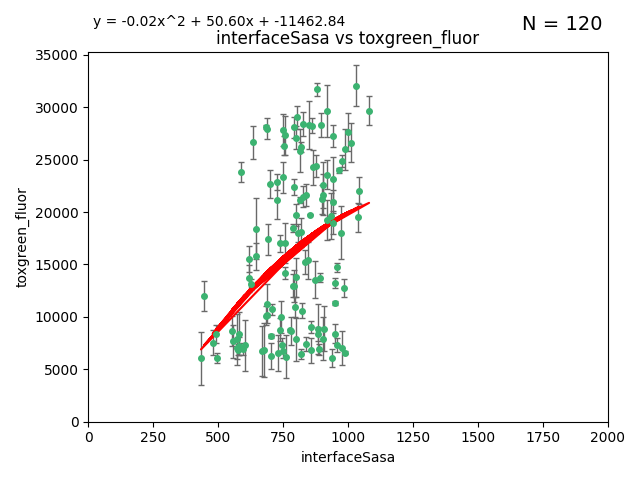 y = -0.02x^2 + 50.60x + -11462.84
N = 120
interfaceSasa vs toxgreen_fluor
35000
30000
25000
20000
15000
10000
5000
0
toxgreen_fluor
0 250 500 750 1000 1250 1500 1750 2000
interfaceSasa